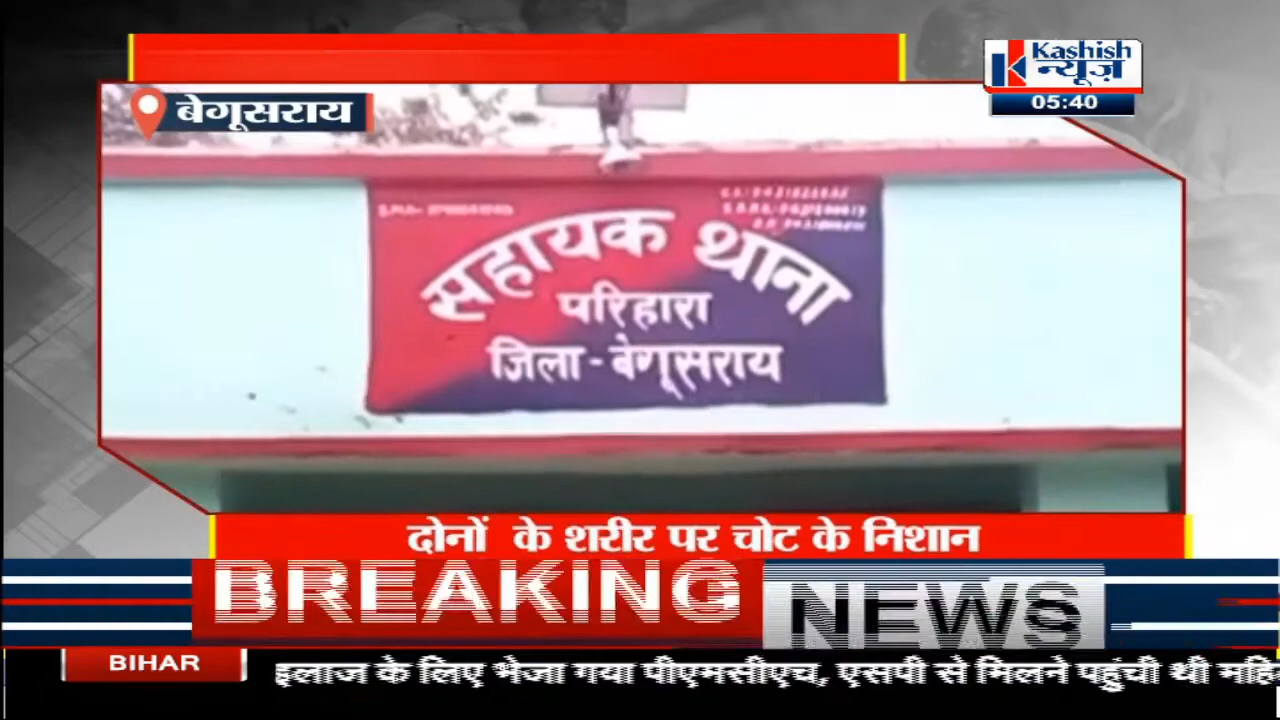 Kashish
न्यूज़
05:40
बेगूसराय
सहायक थाना
परिहारा
जिला - बेगूसराय
दोनों के शरीर पर चोट के निशान
BREAKING NEWS
BIHAR
इलाज के लिए भेजा गया पीएमसीएच, एसपी से मिलने पहुंची थी